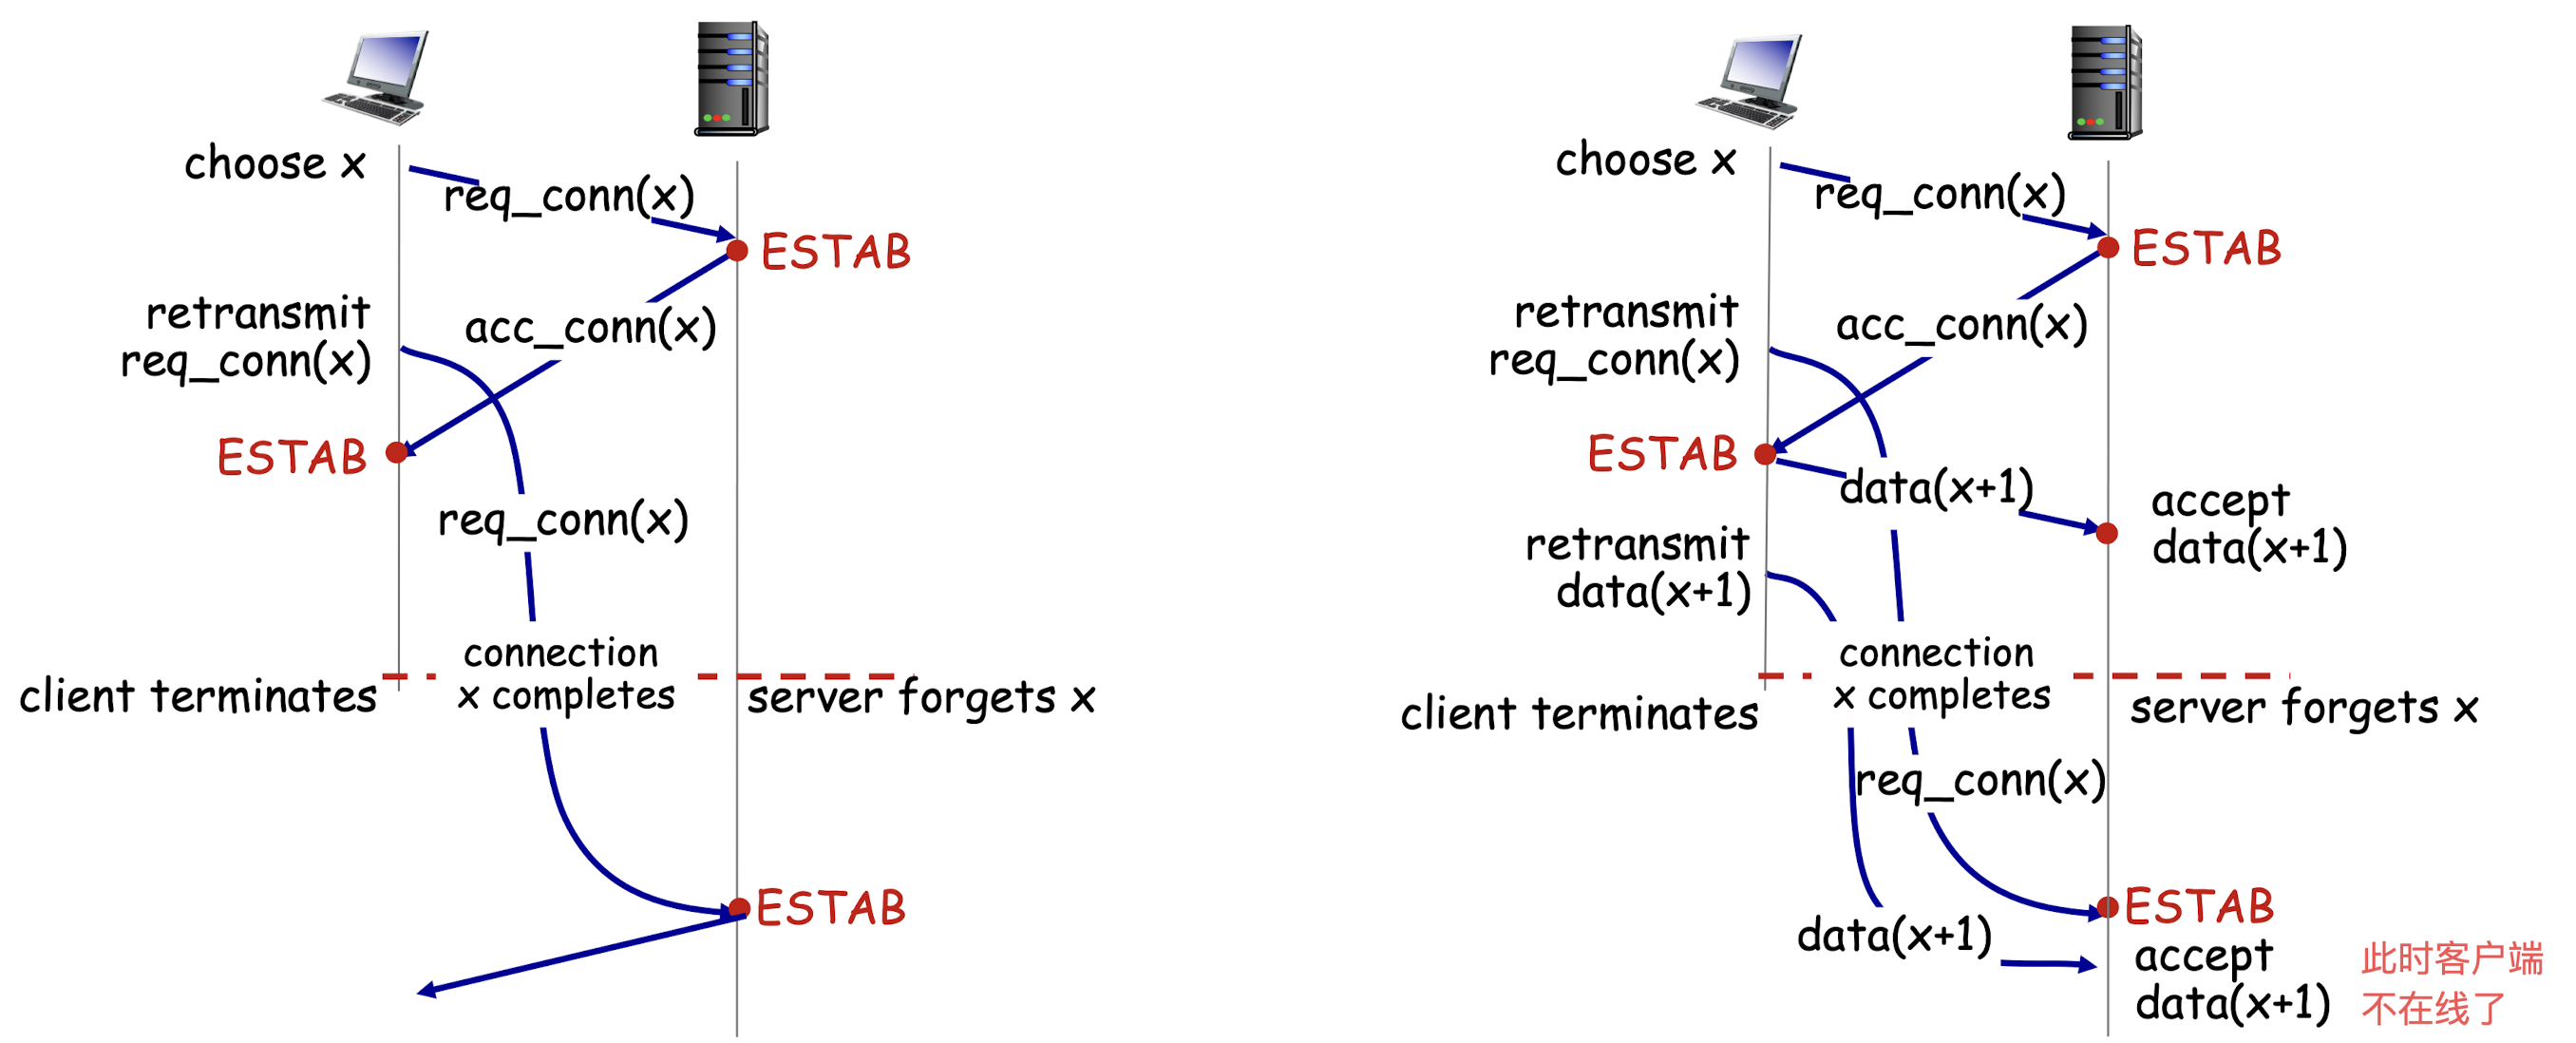 choose x
req_conn(x)
ESTAB
retransmit
req_conn(x)
acc_conn(x)
ESTAB
req_conn(x)
connection
x completes
client terminates
server forgets x
ESTAB
choose x
req_conn(x)
ESTAB
retransmit
req_conn(x)
acc_conn(x)
ESTAB
data(x+1)
accept
data(x+1)
retransmit
data(x+1)
connection
x completes
client terminates
server forgets x
req_conn(x)
ESTAB
data(x+1)
accept
data(x+1)
此时客户端
不在线了